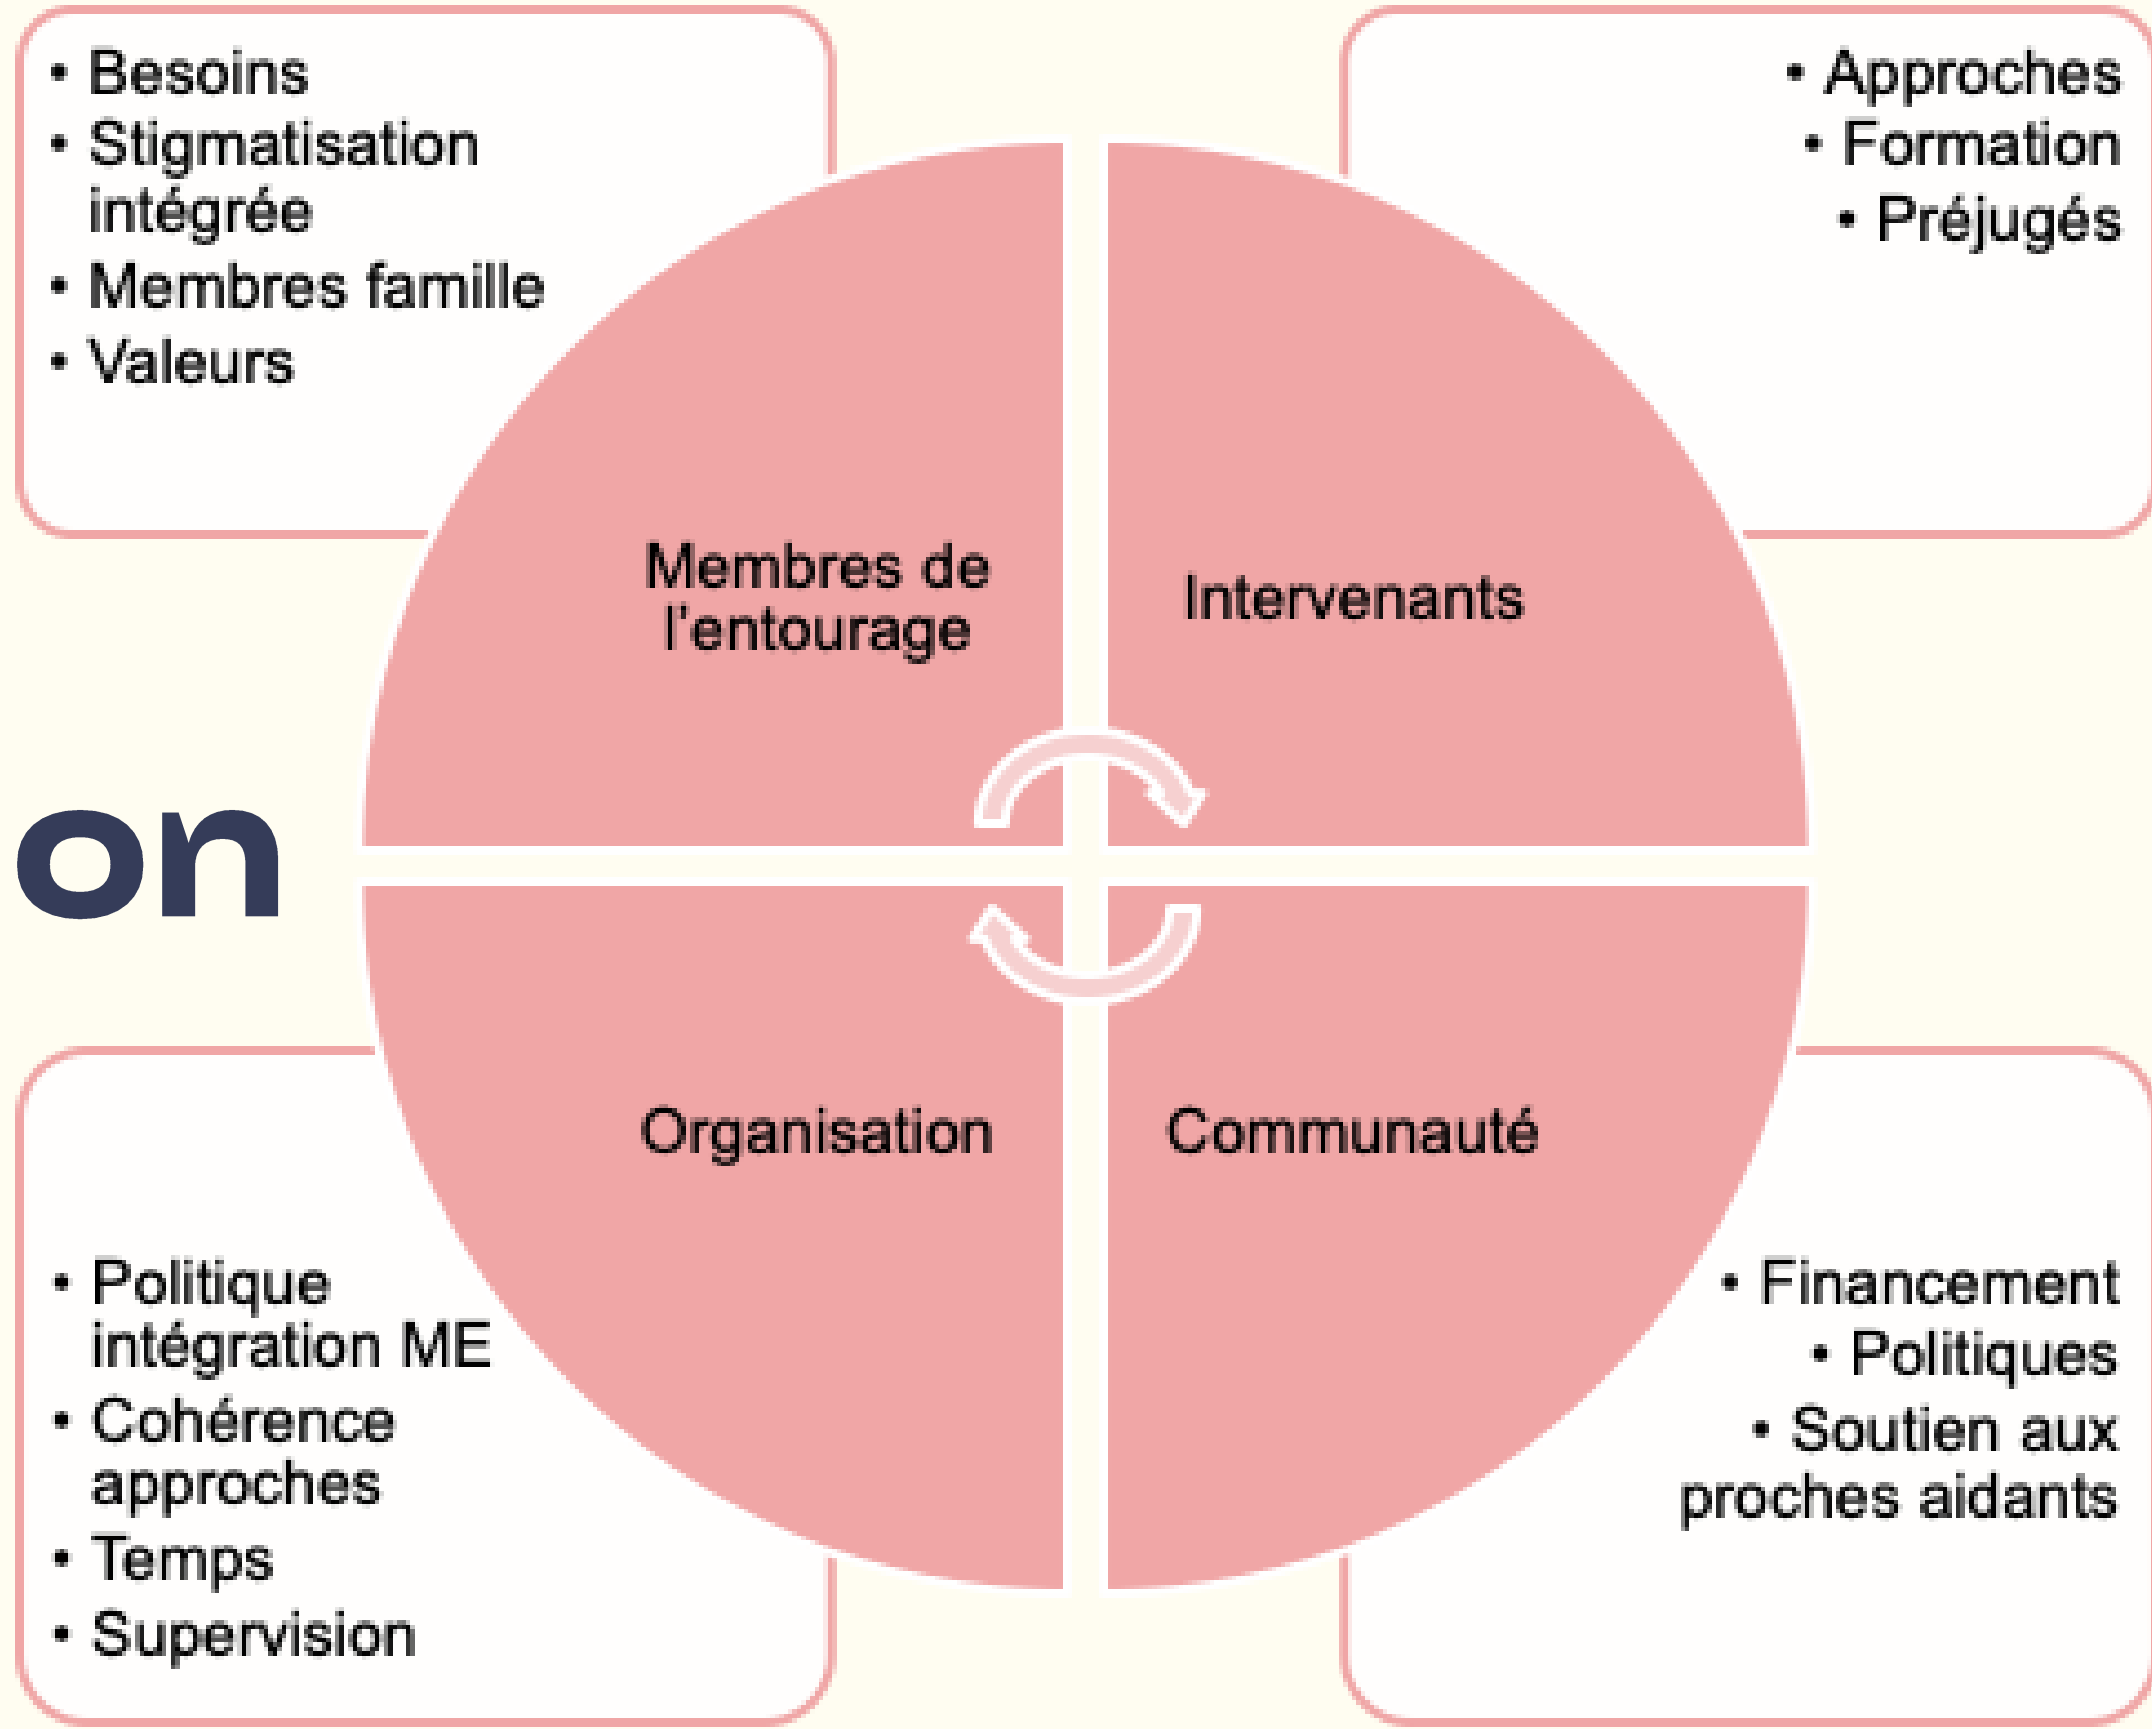 • Besoins
• Stigmatisation
intégrée
• Membres famille
• Valeurs
• Approches
• Formation
• Préjugés
Membres de
l'entourage
Intervenants
on
Organisation
Communauté
• Politique
intégration ME
• Cohérence
approches
• Temps
• Supervision
• Financement
• Politiques
• Soutien aux
proches aidants